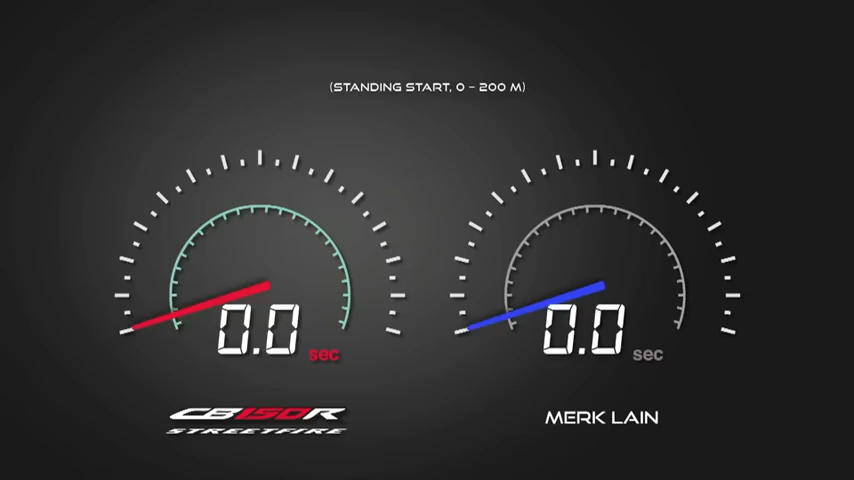 (STANDING START, 0 – 200 M)
0.0 sec
0.0 sec
CB150R
STREETFIRE
MERK LAIN